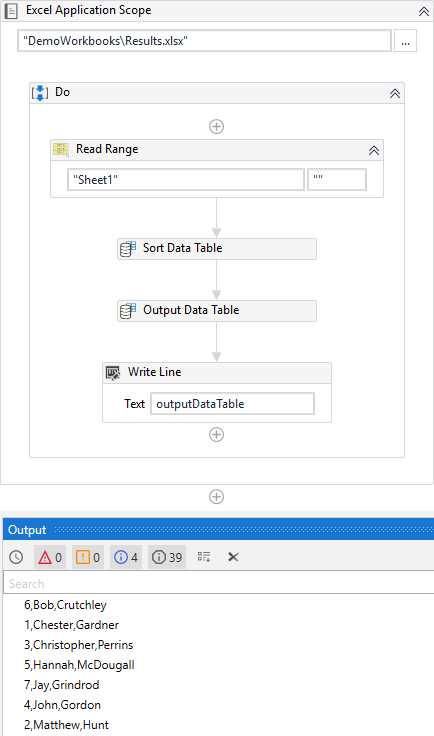 Excel Application Scope
"DemoWorkbooks\Results.xlsx"
...
Do
Read Range
"Sheet1"
""
Sort Data Table
Output Data Table
Write Line
Text
outputDataTable
Output
0
0
4
39
Search
6,Bob,Crutchley
1,Chester,Gardner
3,Christopher,Perrins
5,Hannah,McDougall
7,Jay,Grindrod
4,John,Gordon
2,Matthew,Hunt